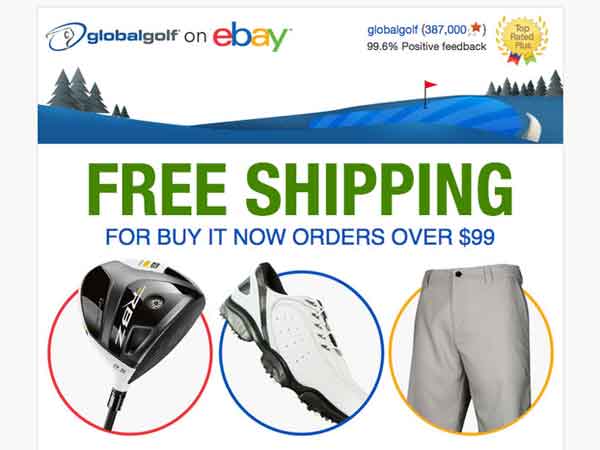 globalgolf on ebay
globalgolf (387,000)
99.6% Positive feedback
Top
Rated
Plus
FREE SHIPPING
FOR BUY IT NOW ORDERS OVER $99
RBZ